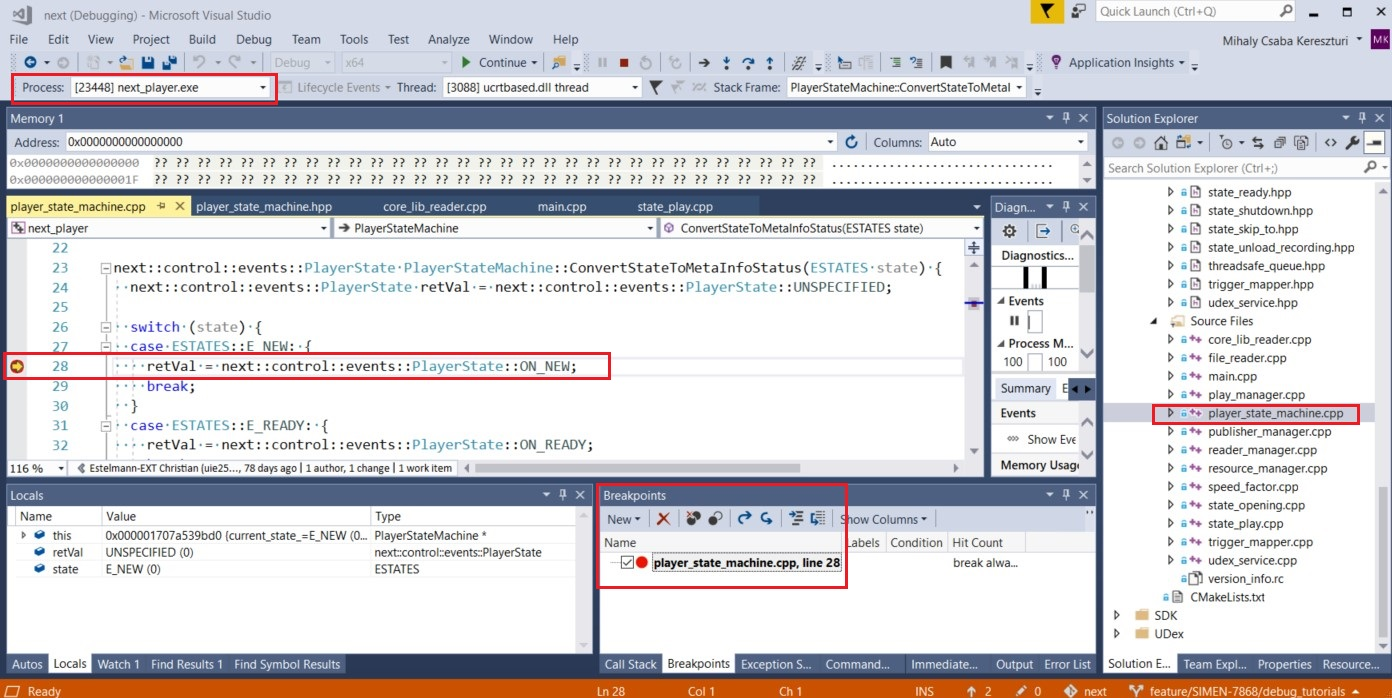 next (Debugging) - Microsoft Visual Studio
Quick Launch (Ctrl+Q)
File Edit View Project Build Debug Team Tools Test Analyze Window Help
Mihaly Csaba Kereszturi MK
Debug x64 Continue Application Insights
Process: [23448] next_player.exe Lifecycle Events Thread: [3088] ucrtbased.dll thread Stack Frame: PlayerStateMachine::ConvertStateToMetaI
Memory 1
Address: 0x0000000000000000 Columns: Auto
0x0000000000000000 ?? ?? ?? ?? ?? ?? ?? ?? ?? ?? ?? ?? ?? ?? ?? ?? ?? ?? ?? ?? ?? ?? ?? ?? ?? ?? ?? ?? ?? ?? ?? ...............................
0x000000000000001F ?? ?? ?? ?? ?? ?? ?? ?? ?? ?? ?? ?? ?? ?? ?? ?? ?? ?? ?? ?? ?? ?? ?? ?? ?? ?? ?? ?? ?? ?? ?? ...............................
player_state_machine.cpp player_state_machine.hpp core_lib_reader.cpp main.cpp state_play.cpp
next_player PlayerStateMachine ConvertStateToMetaInfoStatus(ESTATES state)
22
23 next::control::events::PlayerState PlayerStateMachine::ConvertStateToMetaInfoStatus(ESTATES state) {
24 next::control::events::PlayerState retVal = next::control::events::PlayerState::UNSPECIFIED;
25
26 switch (state) {
27 case ESTATES::E_NEW: {
28 retVal = next::control::events::PlayerState::ON_NEW;
29 break;
30 }
31 case ESTATES::E_READY: {
32 retVal = next::control::events::PlayerState::ON_READY;
116 % Estelmann-EXT Christian (uie25..., 78 days ago | 1 author, 1 change | 1 work item
Diagn...
Diagnostics...
Events
Process M...
100 100
Summary E
Events
Show Eve
Memory Usag
Locals
Name Value Type
this 0x000001707a539bd0 {current_state_=E_NEW (0... PlayerStateMachine *
retVal UNSPECIFIED (0) next::control::events::PlayerState
state E_NEW (0) ESTATES
Autos Locals Watch 1 Find Results 1 Find Symbol Results
Breakpoints
New Show Columns
Name Labels Condition Hit Count
player_state_machine.cpp, line 28 break alwa...
Call Stack Breakpoints Exception S... Command... Immediate... Output Error List
Solution Explorer
Search Solution Explorer (Ctrl+;)
state_ready.hpp
state_shutdown.hpp
state_skip_to.hpp
state_unload_recording.hpp
threadsafe_queue.hpp
trigger_mapper.hpp
udex_service.hpp
Source Files
core_lib_reader.cpp
file_reader.cpp
main.cpp
play_manager.cpp
player_state_machine.cpp
publisher_manager.cpp
reader_manager.cpp
resource_manager.cpp
speed_factor.cpp
state_opening.cpp
state_play.cpp
trigger_mapper.cpp
udex_service.cpp
version_info.rc
CMakeLists.txt
SDK
UDex
Solution E... Team Expl... Properties Resource...
Ready Ln 28 Col 1 Ch 1 INS 2 0 next feature/SIMEN-7868/debug_tutorials